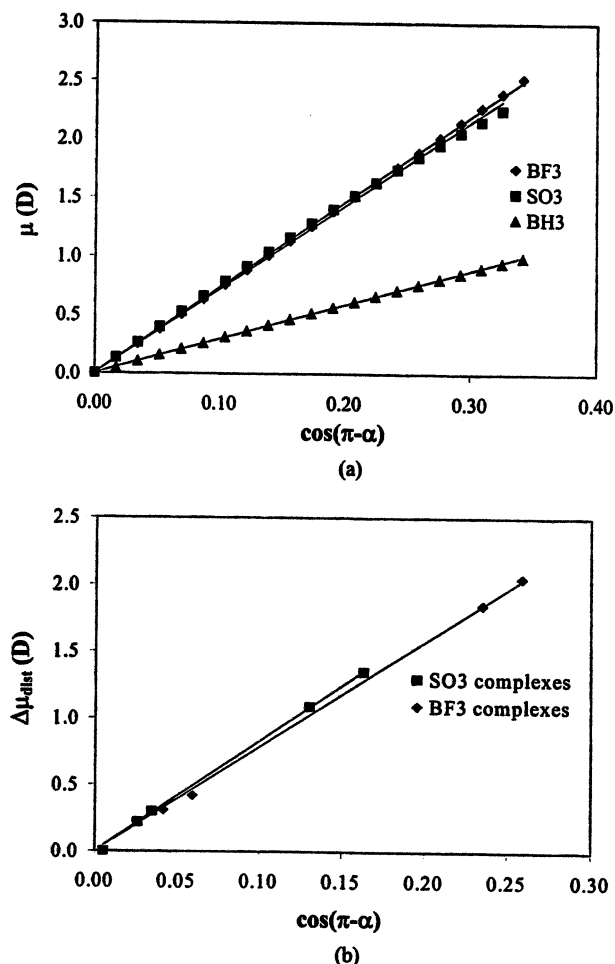 3.0
2.5
2.0
1.5
1.0
0.5
0.0
μ (D)
BF3
SO3
BH3
0.00 0.10 0.20 0.30 0.40
cos(π-α)
(a)
2.5
2.0
1.5
1.0
0.5
0.0
Δμdist (D)
SO3 complexes
BF3 complexes
0.00 0.05 0.10 0.15 0.20 0.25 0.30
cos(π-α)
(b)